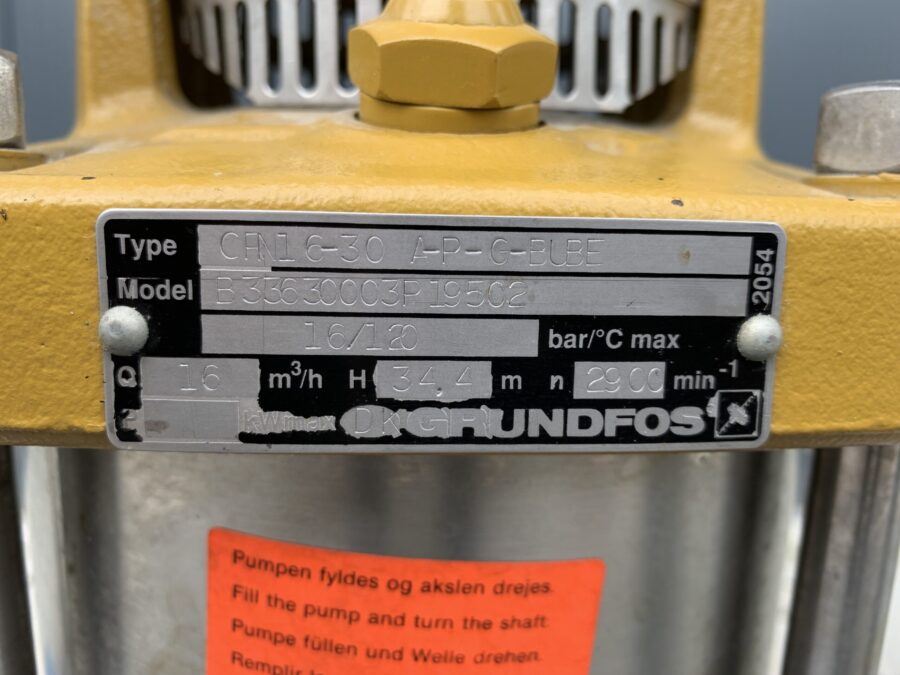 Type CRN16-30 A-P-G-BUBE
Model B33630003P19502
16/120 bar/°C max
Q 16 m³/h H 34,4 m n 2900 min⁻¹
kWmax DK GRUNDFOS
2054
Pumpen fyldes og akslen drejes.
Fill the pump and turn the shaft.
Pumpe füllen und Welle drehen.
Remplir